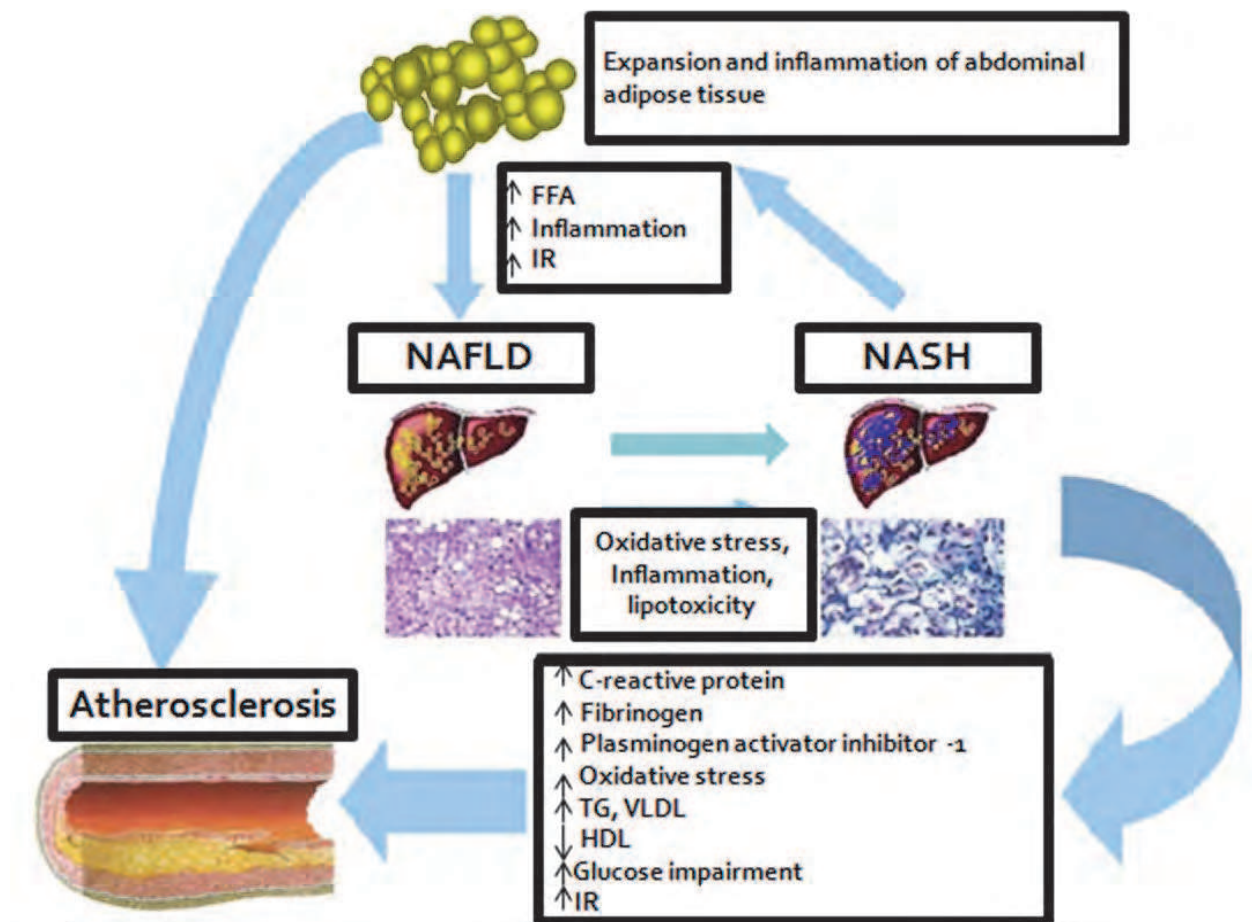 Expansion and inflammation of abdominal
adipose tissue
↑ FFA
↑ Inflammation
↑ IR
NAFLD
NASH
Oxidative stress,
Inflammation,
lipotoxicity
Atherosclerosis
↑ C-reactive protein
↑ Fibrinogen
↑ Plasminogen activator inhibitor -1
↑ Oxidative stress
↑ TG, VLDL
↓ HDL
↑ Glucose impairment
↑ IR